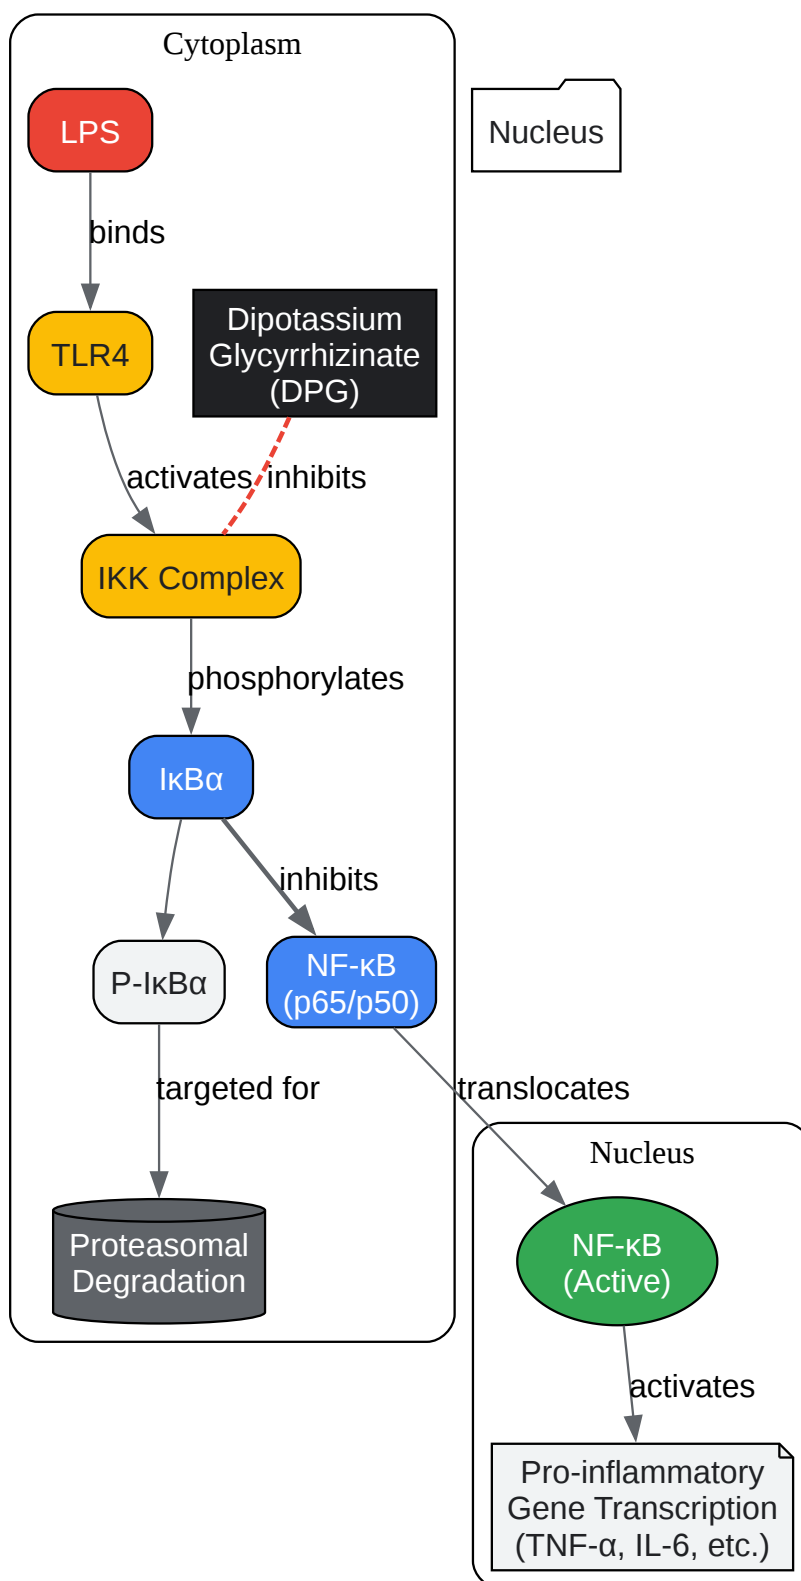 Cytoplasm
LPS
Nucleus
binds
Dipotassium
Glycyrrhizinate
(DPG)
TLR4
activates
inhibits
IKK Complex
phosphorylates
IκBα
inhibits
P-IκBα
NF-κB
(p65/p50)
targeted for
translocates
Nucleus
Proteasomal
Degradation
NF-κB
(Active)
activates
Pro-inflammatory
Gene Transcription
(TNF-α, IL-6, etc.)